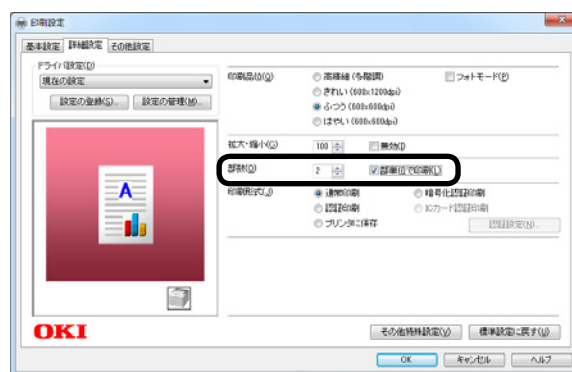 印刷設定
基本設定 詳細設定 その他設定
ドライバ設定(D)
現在の設定
設定の登録(S)... 設定の管理(M)...
A
OKI
印刷品位(Q) 高精細 (多階調) フォトモード(P)
きれい (600x1200dpi)
ふつう (600x600dpi)
はやい (600x600dpi)
拡大・縮小(C) 100 無効(I)
部数(O) 2 部単位で印刷(L)
印刷形式(J) 通常印刷 暗号化認証印刷
認証印刷 ICカード認証印刷
プリンタに保存 認証設定(N)...
その他特殊設定(V) 標準設定に戻す(U)
OK キャンセル ヘルプ